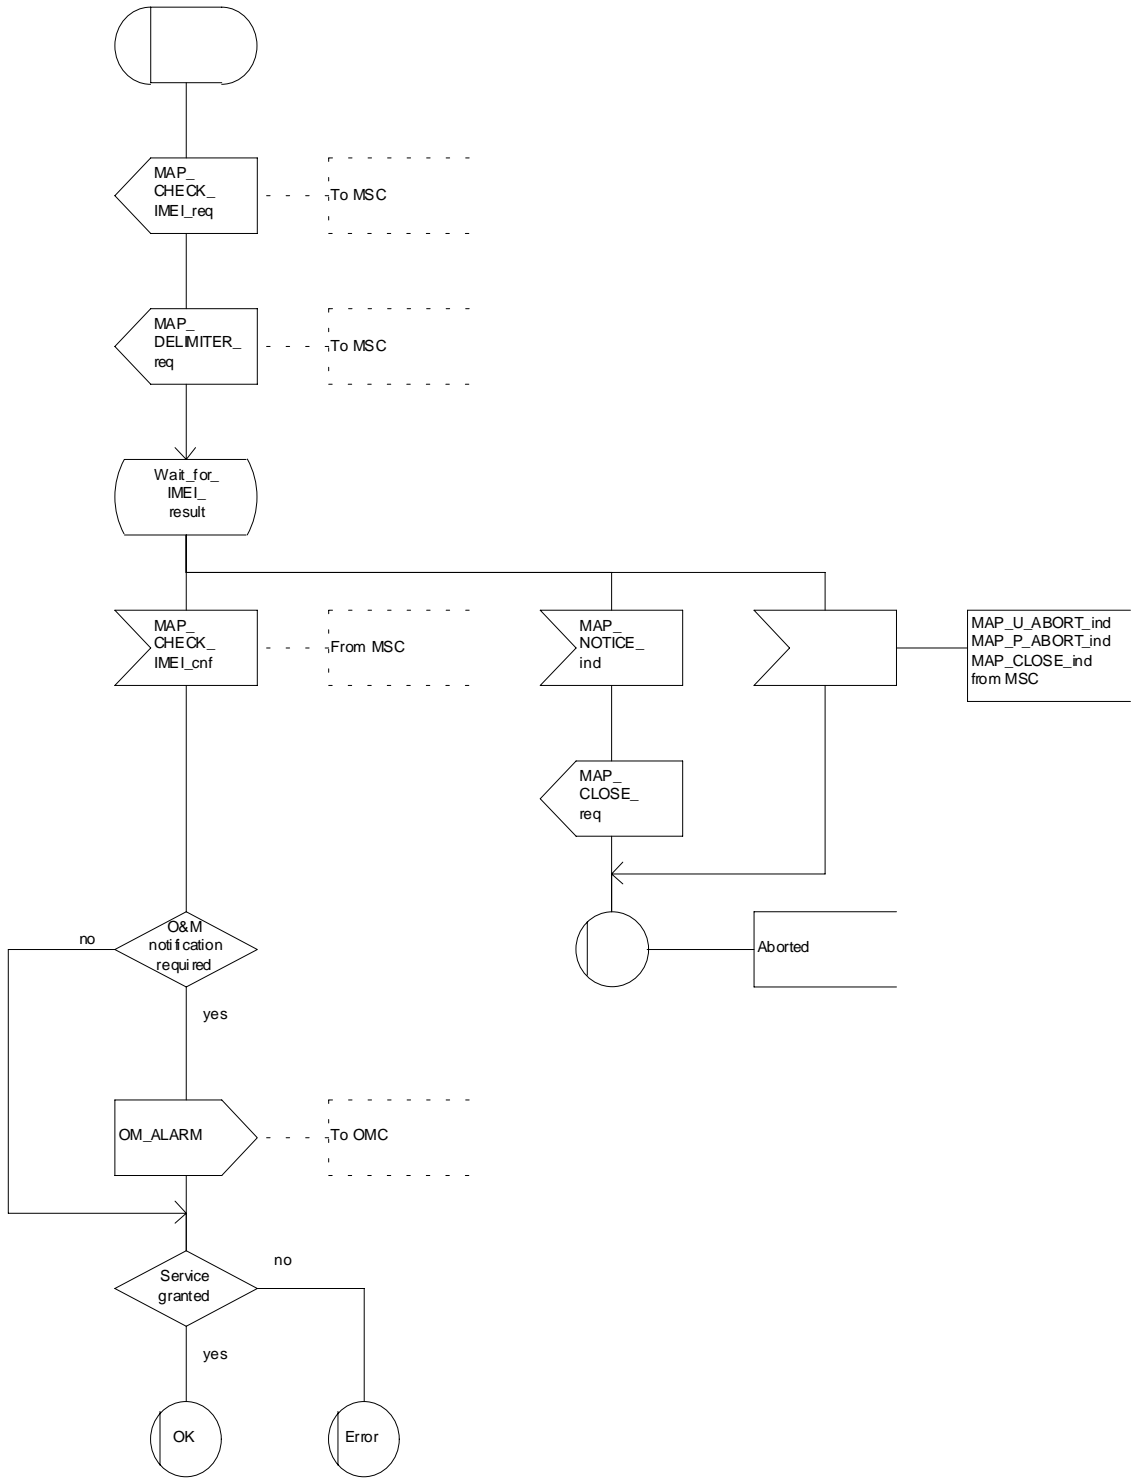 MAP_
CHECK_
IMEI_req
To MSC
MAP_
DELIMITER_
req
To MSC
Wait_for_
IMEI_
result
MAP_
CHECK_
IMEI_cnf
From MSC
MAP_
NOTICE_
ind
MAP_U_ABORT_ind
MAP_P_ABORT_ind
MAP_CLOSE_ind
from MSC
MAP_
CLOSE_
req
O&M
notification
required
no
yes
Aborted
OM_ALARM
To OMC
Service
granted
no
yes
OK
Error